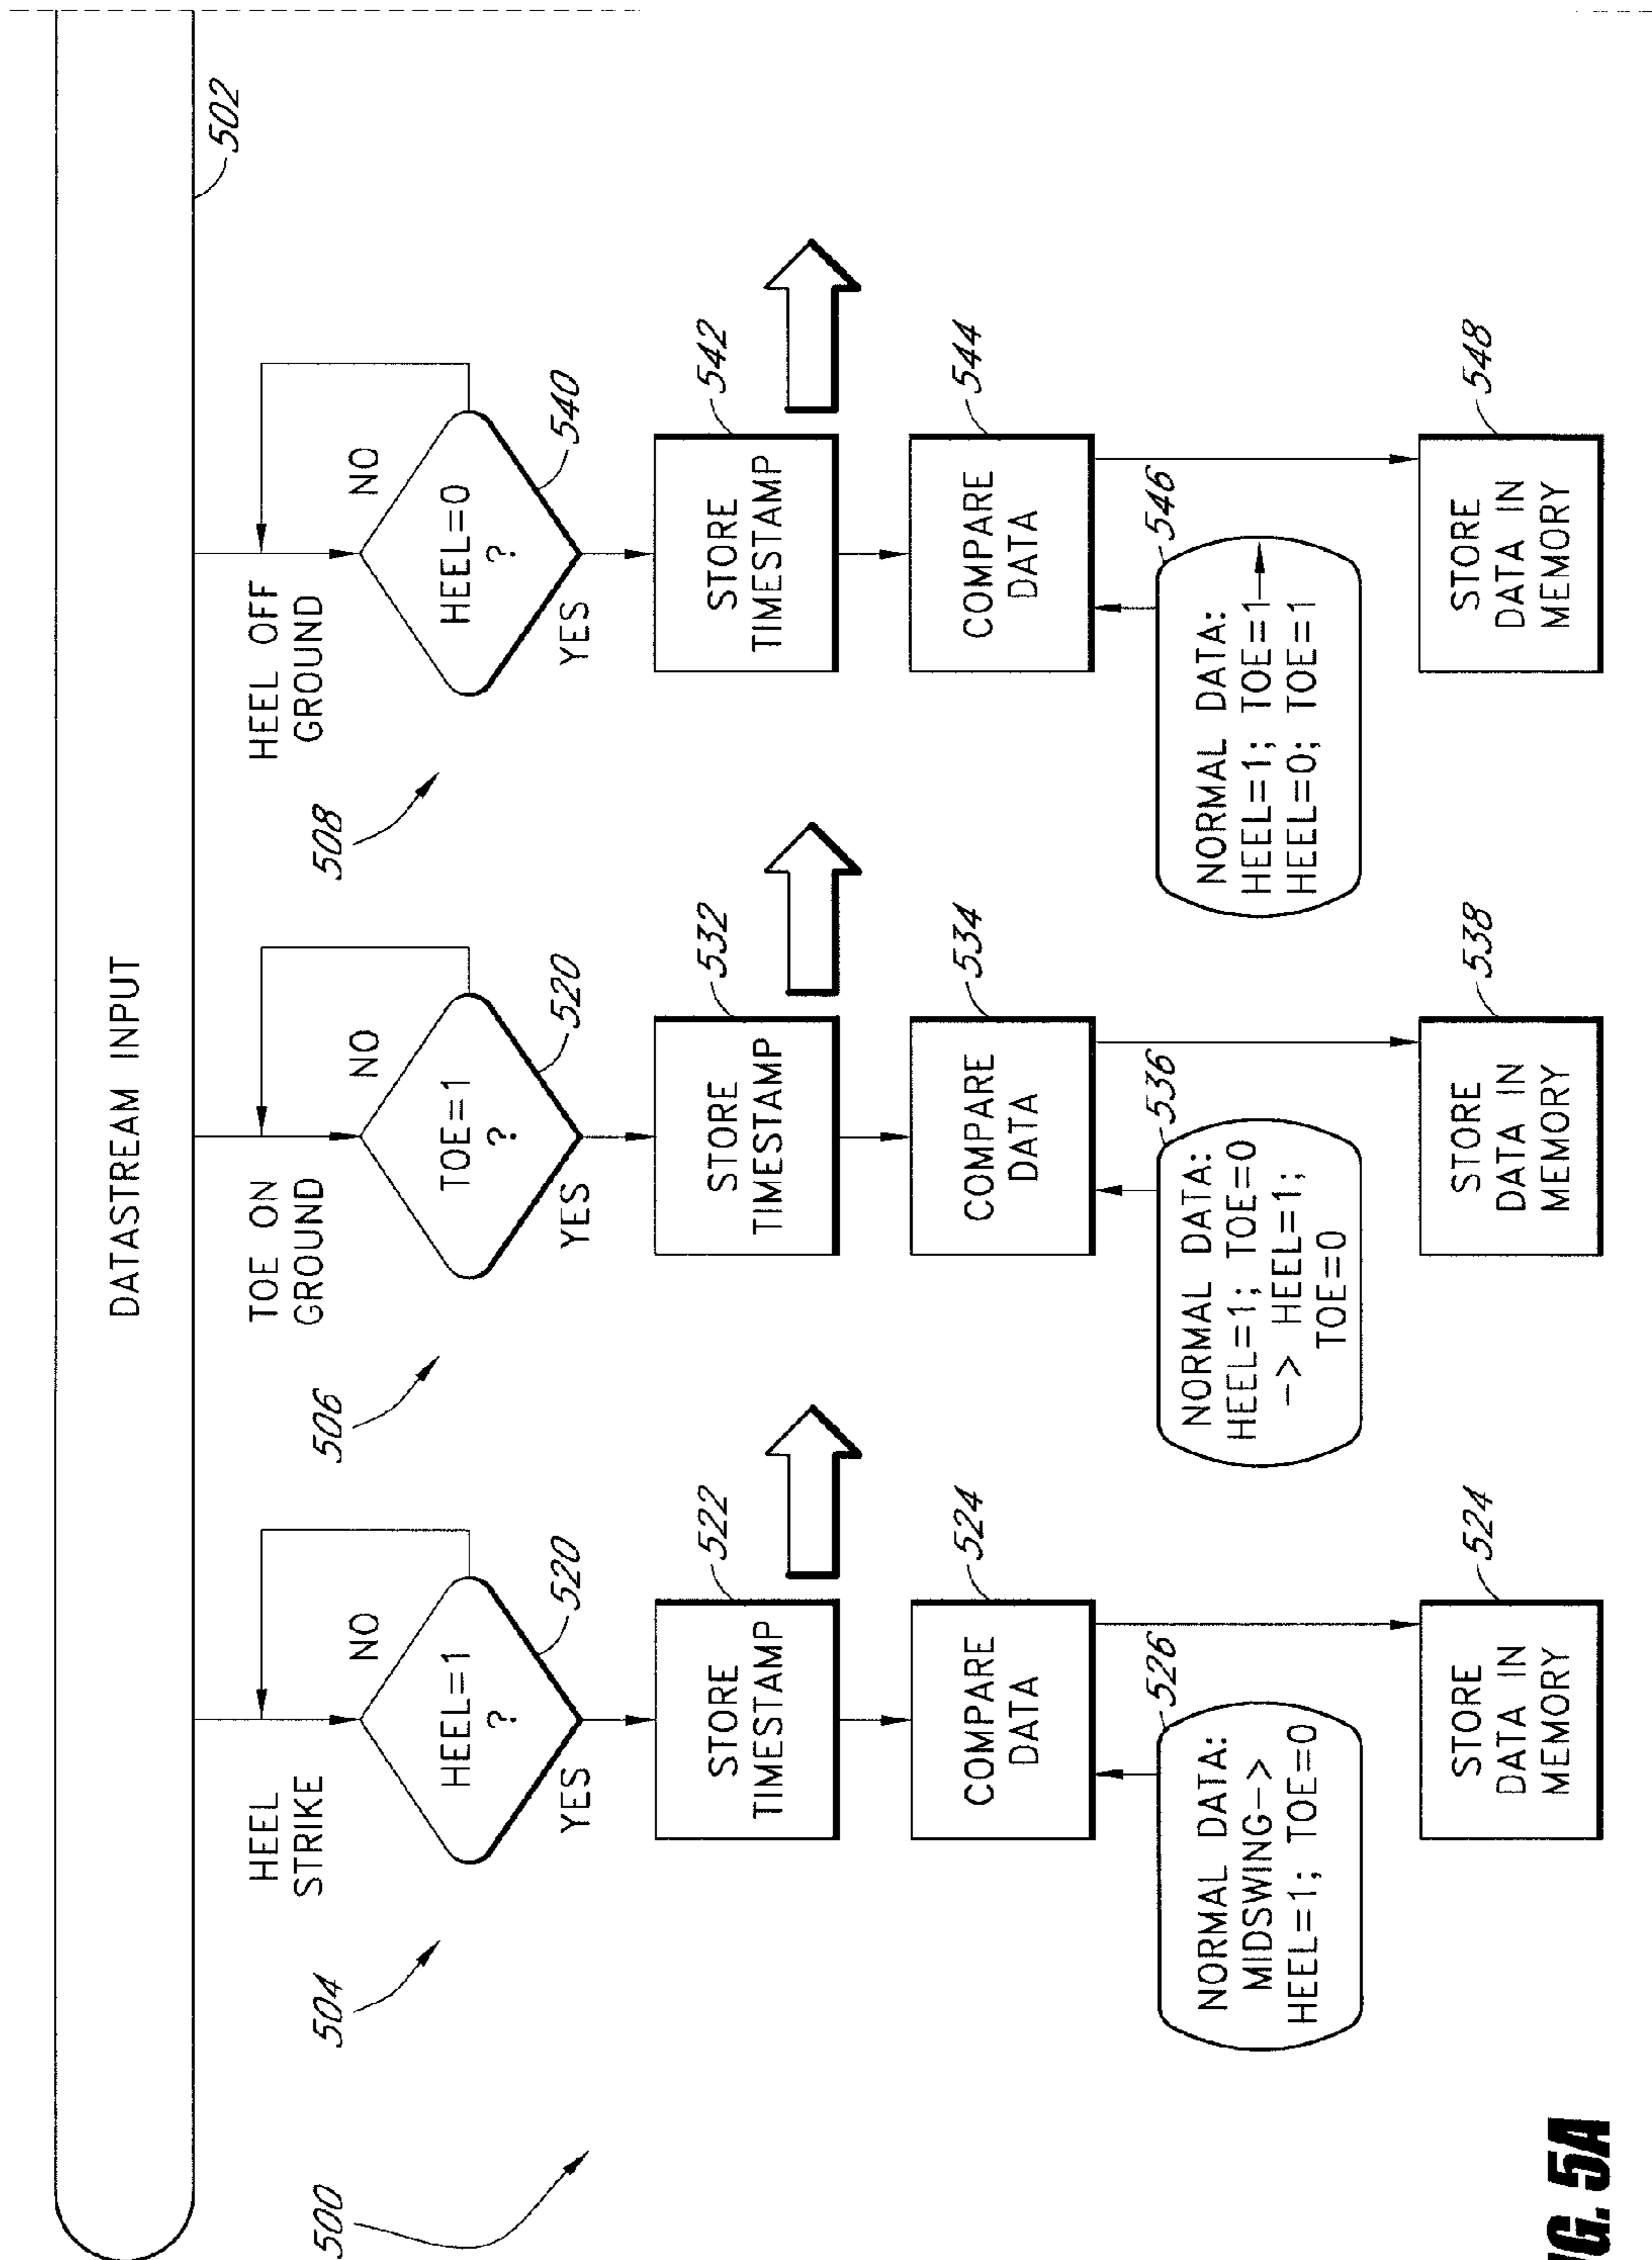 DATASTREAM INPUT
502
500
504
HEEL
STRIKE
HEEL=1
?
NO
YES
520
STORE
TIMESTAMP
522
COMPARE
DATA
524
526
NORMAL DATA:
MIDSWING->
HEEL=1; TOE=0
STORE
DATA IN
MEMORY
524
506
TOE ON
GROUND
TOE=1
?
NO
YES
520
STORE
TIMESTAMP
532
COMPARE
DATA
534
536
NORMAL DATA:
HEEL=1; TOE=0
-> HEEL=1;
TOE=0
STORE
DATA IN
MEMORY
538
508
HEEL OFF
GROUND
HEEL=0
?
NO
YES
540
STORE
TIMESTAMP
542
COMPARE
DATA
544
546
NORMAL DATA:
HEEL=1; TOE=1→
HEEL=0; TOE=1
STORE
DATA IN
MEMORY
548
5A